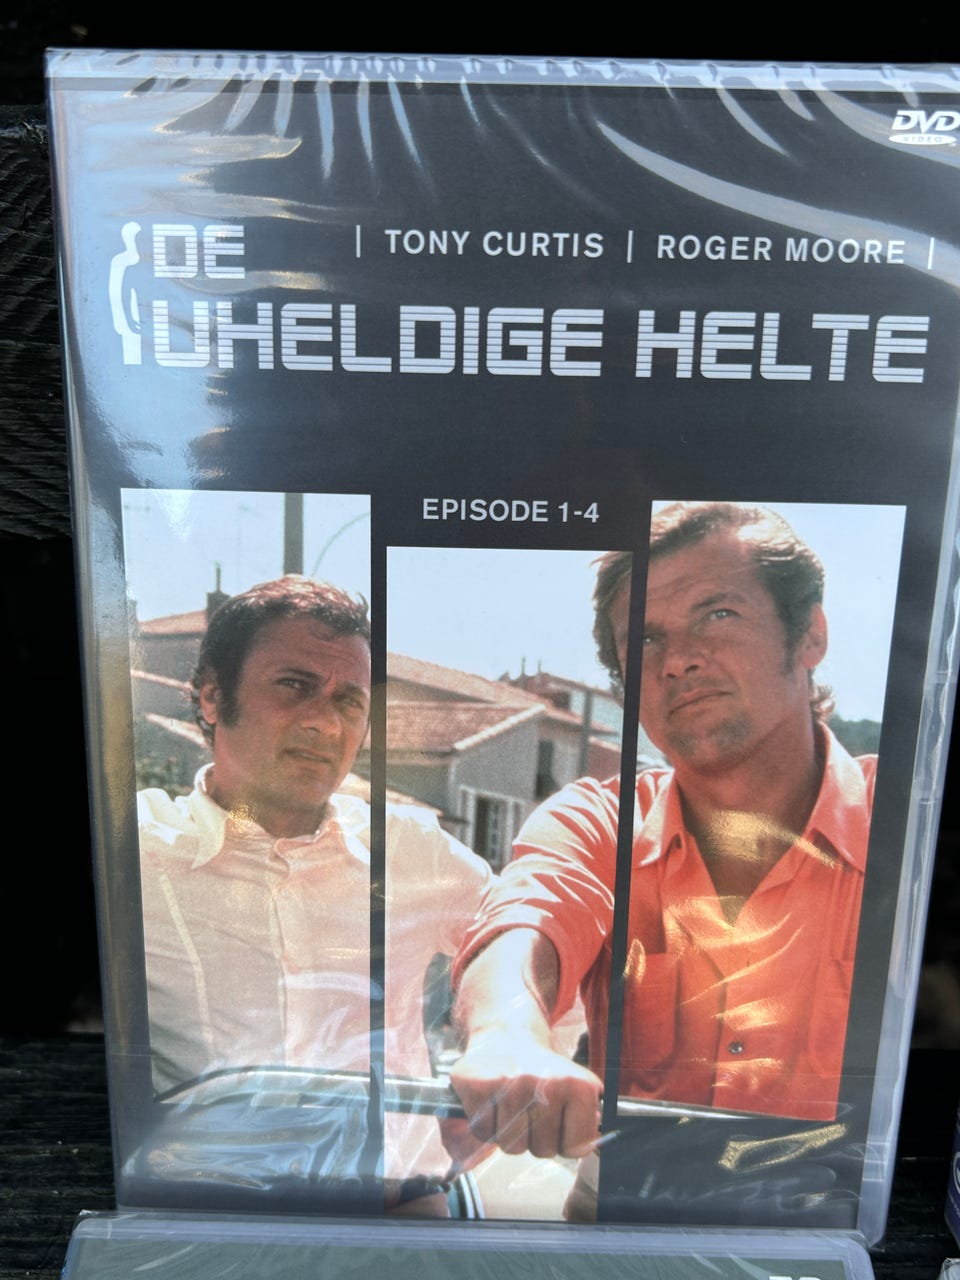 DVD
VIDEO
DE
| TONY CURTIS | ROGER MOORE |
UHELDIGE HELTE
EPISODE 1-4